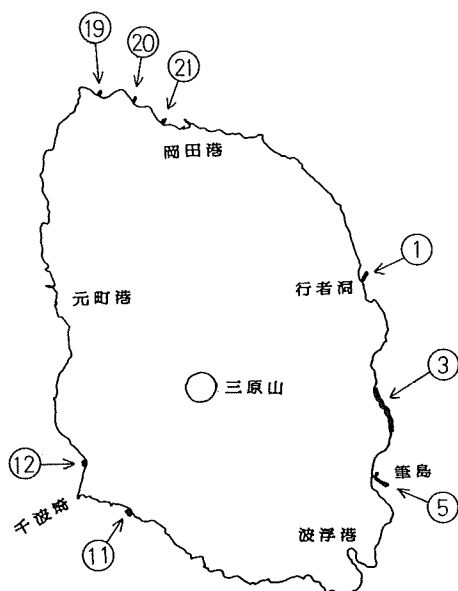 ⑲
⑳
㉑
岡田港
①
行者洞
元町港
③
三原山
⑫
筆島
⑤
千波崎
波浮港
⑪